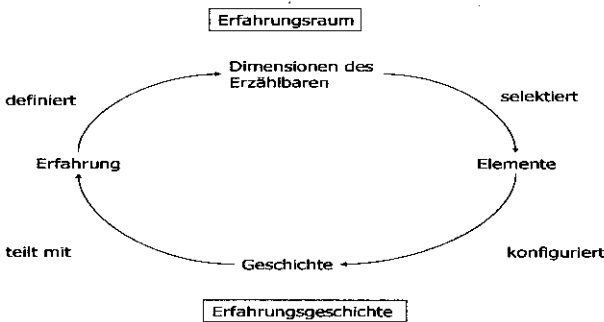 Erfahrungsraum
Dimensionen des
Erzählbaren
definiert
selektiert
Erfahrung
Elemente
teilt mit
konfiguriert
Geschichte
Erfahrungsgeschichte